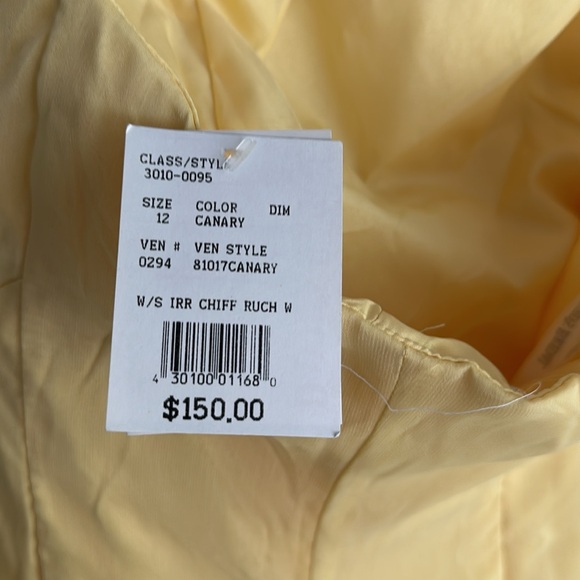 CLASS/STYLE
3010-0095
SIZE COLOR DIM
12 CANARY
VEN # VEN STYLE
0294 81017CANARY
W/S IRR CHIFF RUCH W
4 30100 01168 0
$150.00